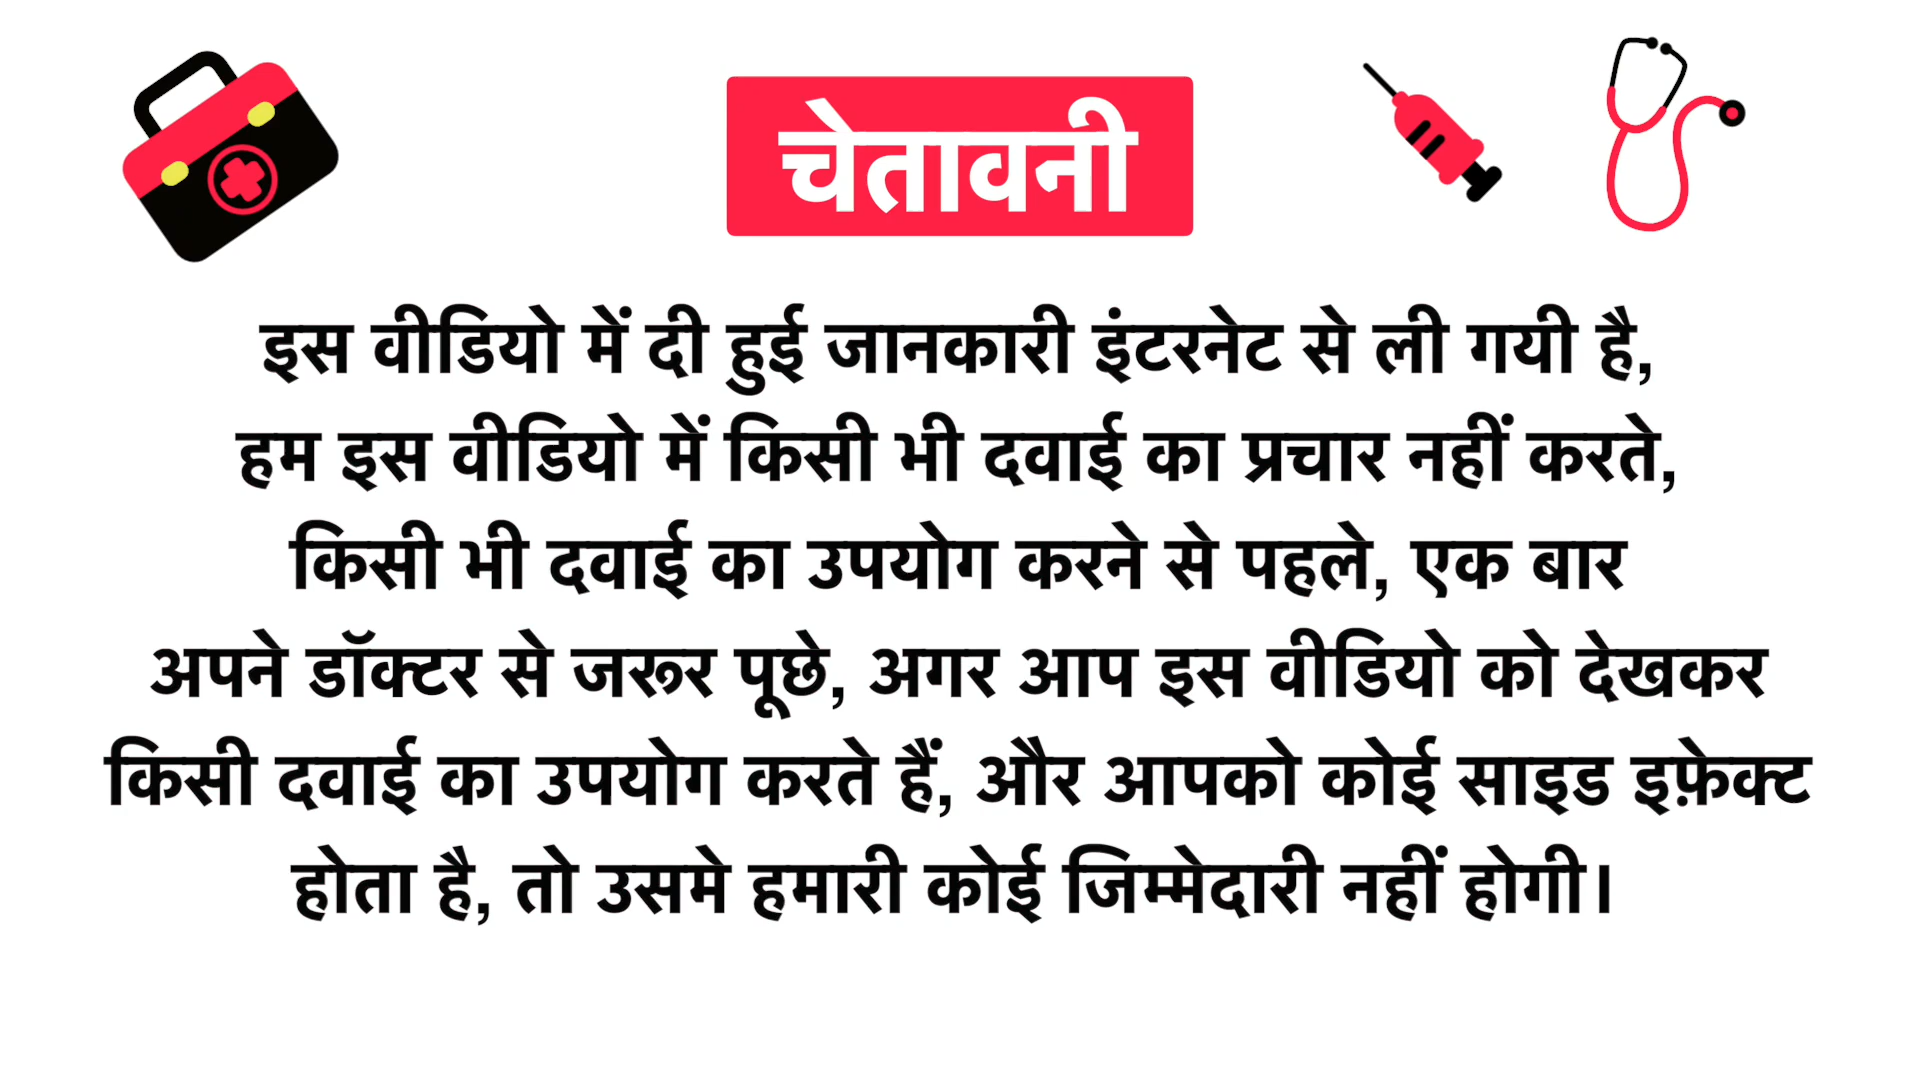 चेतावनी
इस वीडियो में दी हुई जानकारी इंटरनेट से ली गयी है,
हम इस वीडियो में किसी भी दवाई का प्रचार नहीं करते,
किसी भी दवाई का उपयोग करने से पहले, एक बार
अपने डॉक्टर से जरूर पूछे, अगर आप इस वीडियो को देखकर
किसी दवाई का उपयोग करते हैं, और आपको कोई साइड इफ़ेक्ट
होता है, तो उसमे हमारी कोई जिम्मेदारी नहीं होगी।